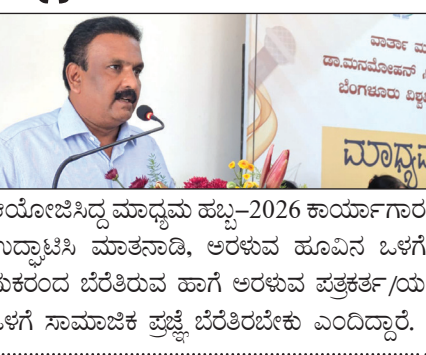 ವಾರ್ತಾ
ಡಾ.ಮನಮೋಹನ್
ಬೆಂಗಳೂರು
ಆಯೋಜಿಸಿದ್ದ ಮಾಧ್ಯಮ ಹಬ್ಬ–2026 ಕಾರ್ಯಾಗಾರ
ಉದ್ಘಾಟಿಸಿ ಮಾತನಾಡಿ, ಅರಳುವ ಹೂವಿನ ಒಳಗೆ
ಮಕರಂದ ಬೆರೆತಿರುವ ಹಾಗೆ ಅರಳುವ ಪತ್ರಕರ್ತ/ಯ
ಒಳಗೆ ಸಾಮಾಜಿಕ ಪ್ರಜ್ಞೆ ಬೆರೆತಿರಬೇಕು ಎಂದಿದ್ದಾರೆ.